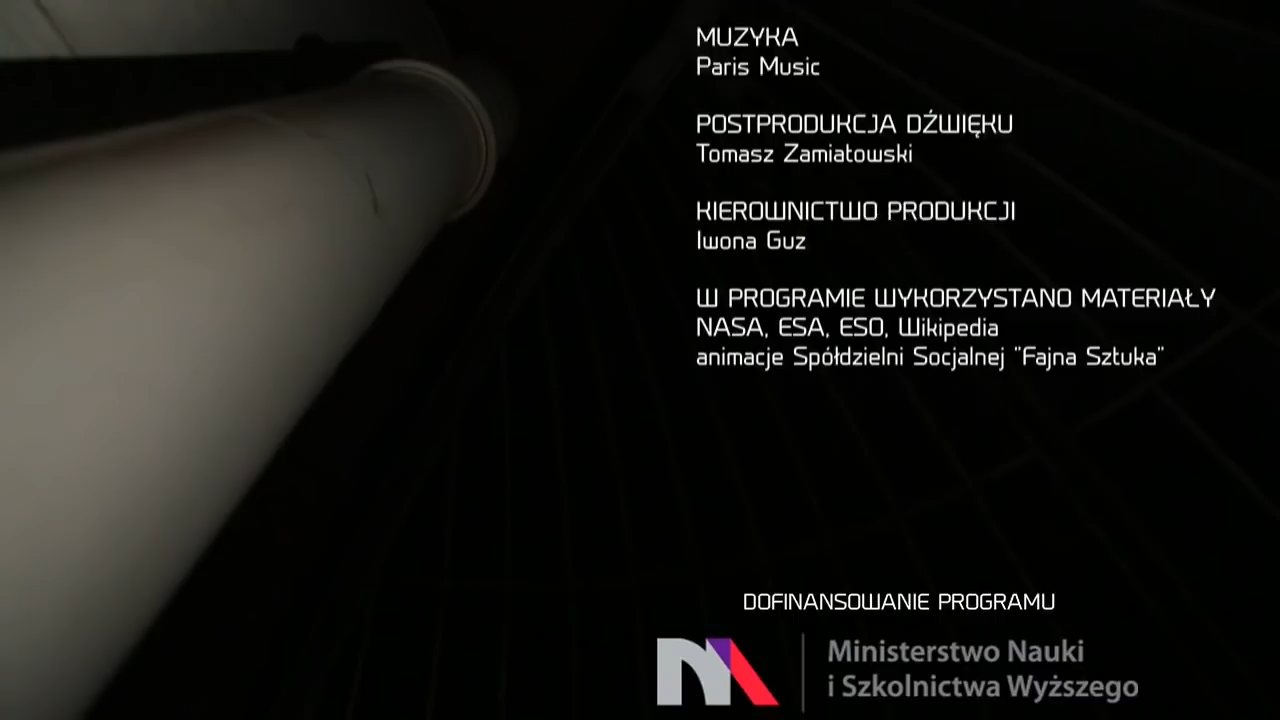 MUZYKA
Paris Music
POSTPRODUKCJA DŹWIĘKU
Tomasz Zamiatowski
KIEROWNICTWO PRODUKCJI
Iwona Guz
W PROGRAMIE WYKORZYSTANO MATERIAŁY
NASA, ESA, ESO, Wikipedia
animacje Spółdzielni Socjalnej "Fajna Sztuka"
DOFINANSOWANIE PROGRAMU
Ministerstwo Nauki
i Szkolnictwa Wyższego